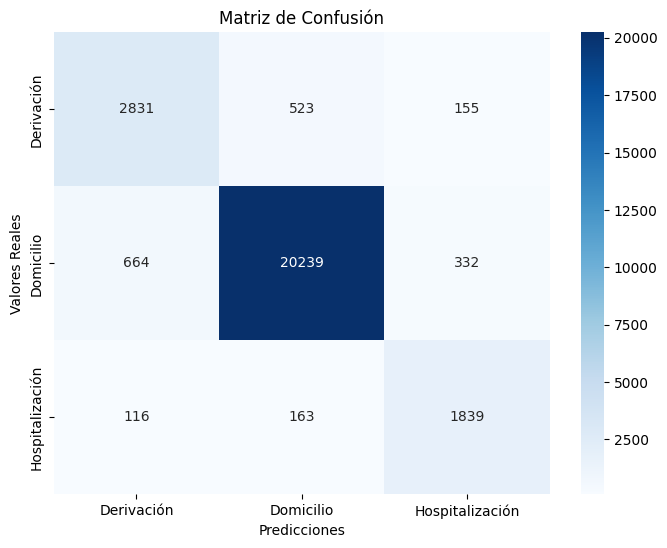 Matriz de Confusión
Valores Reales
Derivación
2831 523 155
Domicilio
664 20239 332
Hospitalización
116 163 1839
Derivación Domicilio Hospitalización
Predicciones
20000
17500
15000
12500
10000
7500
5000
2500